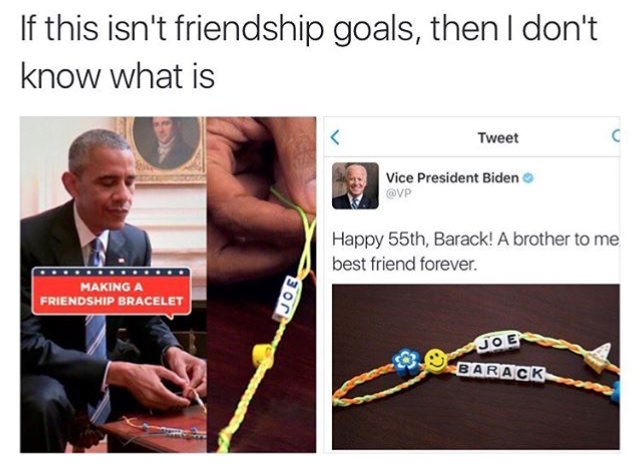 If this isn't friendship goals, then I don't
know what is
MAKING A
FRIENDSHIP BRACELET
JOE
Tweet
Vice President Biden
@VP
Happy 55th, Barack! A brother to me
best friend forever.
JOE
BARACK